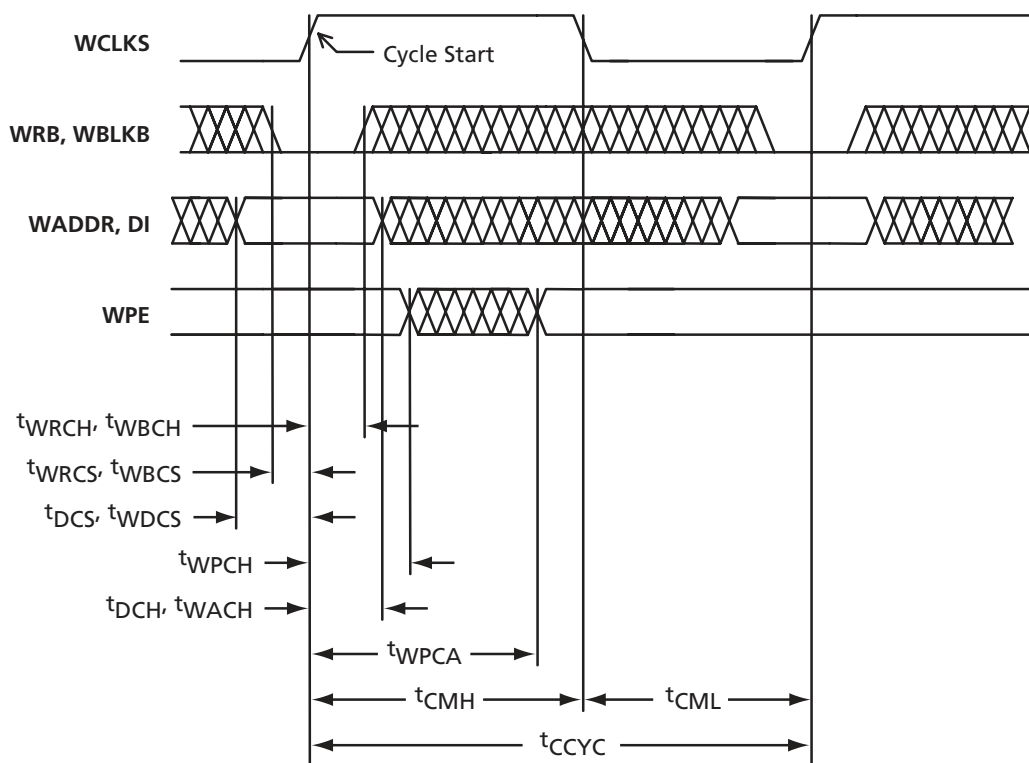 WCLKS
Cycle Start
WRB, WBLKB
WADDR, DI
WPE
tWRCH, tWBCH
tWRCS, tWBCS
tDCS, tWDCS
tWPCH
tDCH, tWACH
tWPCA
tCMH
tCML
tCCYC